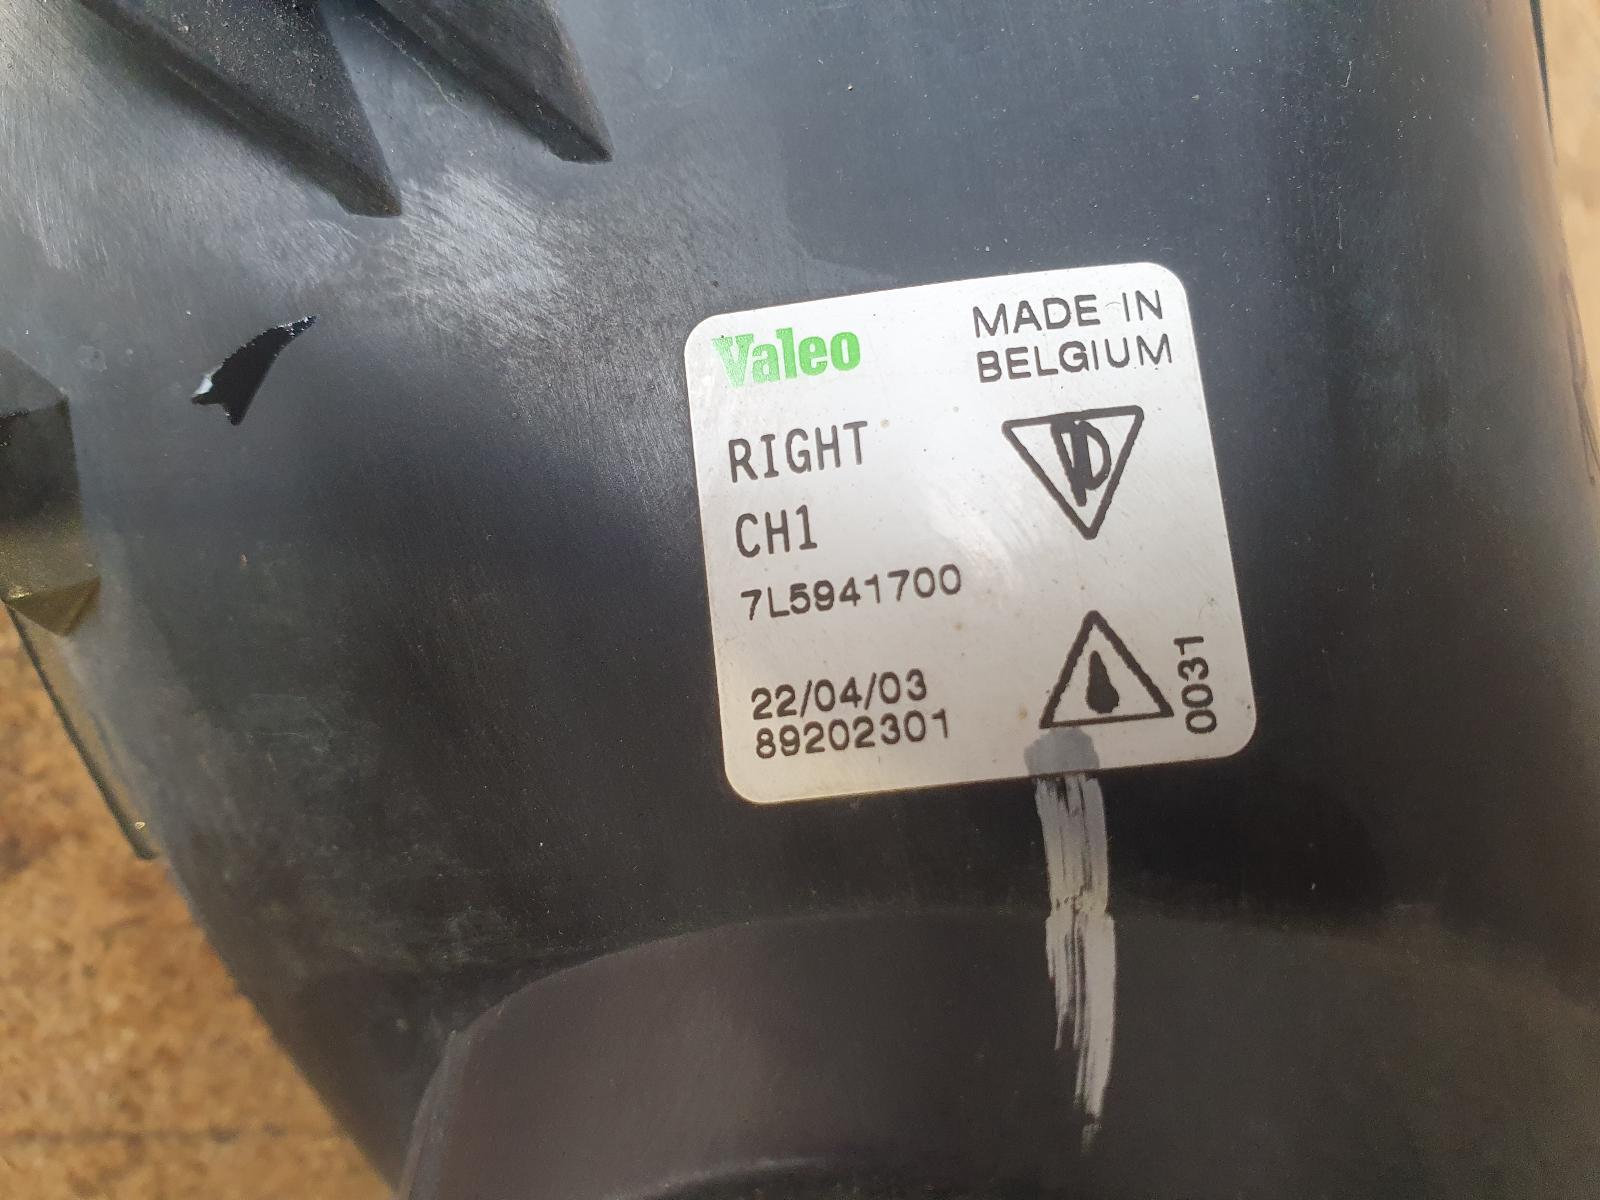 Valeo
MADE IN
BELGIUM
RIGHT
CH1
7L5941700
22/04/03
89202301
0031